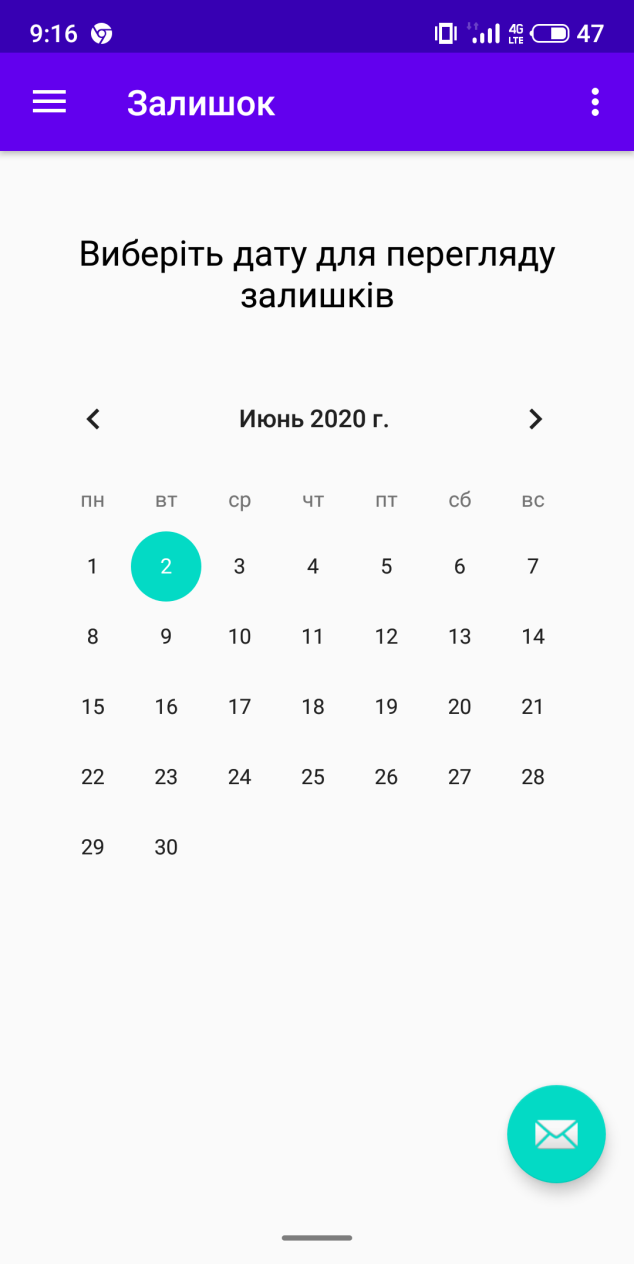 9:16 4G LTE 47
Залишок
Виберіть дату для перегляду
залишків
Июнь 2020 г.
пн вт ср чт пт сб вс
1 2 3 4 5 6 7
8 9 10 11 12 13 14
15 16 17 18 19 20 21
22 23 24 25 26 27 28
29 30